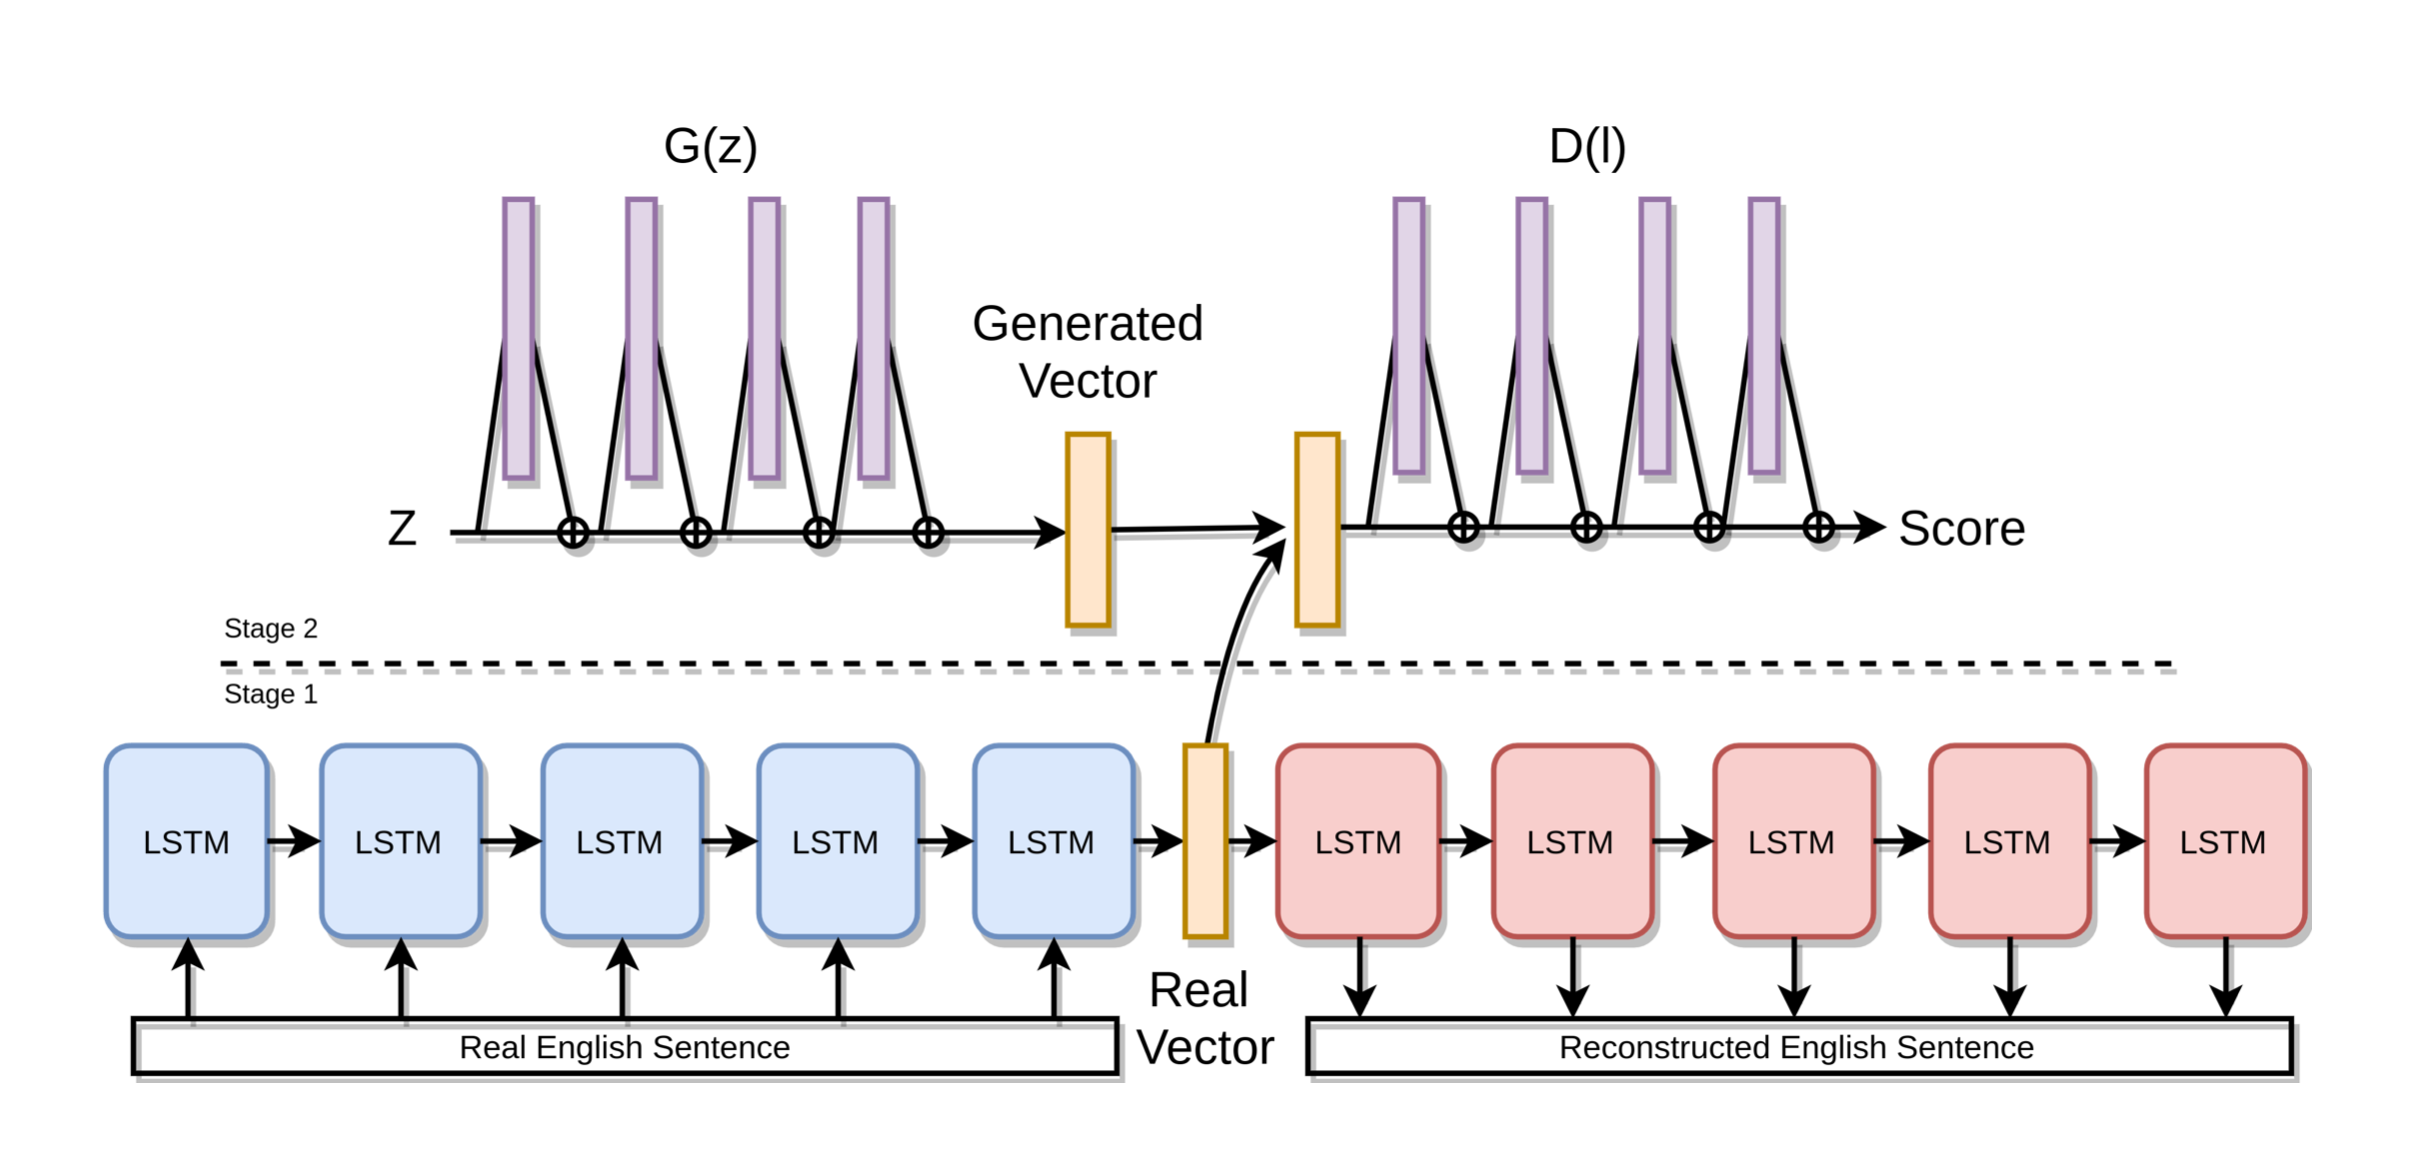 G(z)
D(l)
Generated
Vector
Z
Score
Stage 2
Stage 1
LSTM
LSTM
LSTM
LSTM
LSTM
LSTM
LSTM
LSTM
LSTM
LSTM
Real
Vector
Real English Sentence
Reconstructed English Sentence